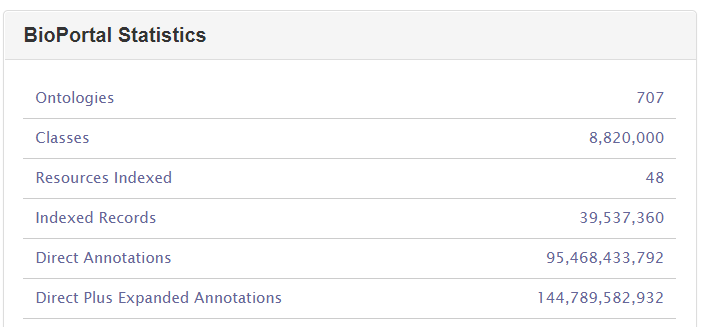 BioPortal Statistics
Ontologies 707
Classes 8,820,000
Resources Indexed 48
Indexed Records 39,537,360
Direct Annotations 95,468,433,792
Direct Plus Expanded Annotations 144,789,582,932